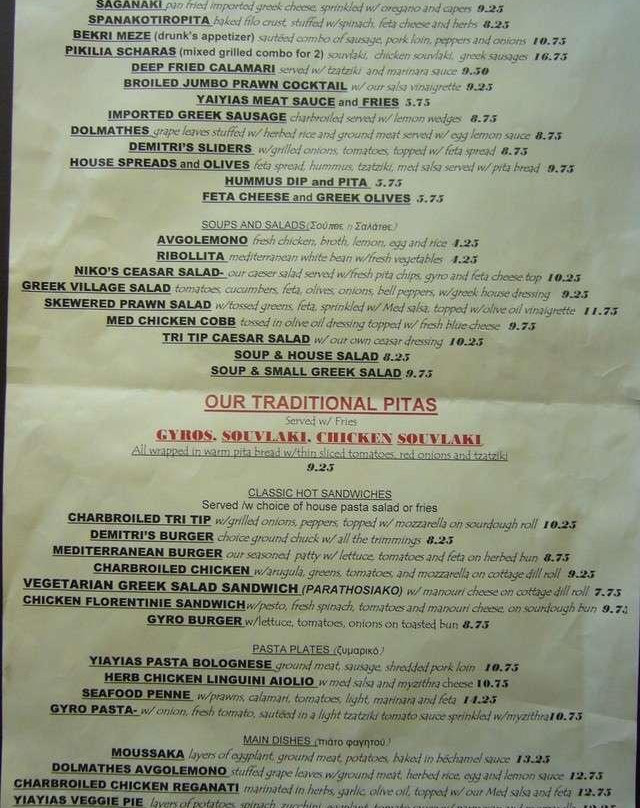 SAGANAKI pan fried imported greek cheese, sprinkled w/ oregano and capers 9.25
SPANAKOTIROPITA baked filo crust, stuffed w/spinach, feta cheese and herbs 8.25
BEKRI MEZE (drunk's appetizer) sautéed combo of sausage, pork loin, peppers and onions 10.75
PIKILIA SCHARAS (mixed grilled combo for 2) souvlaki, chicken souvlaki, greek sausages 16.75
DEEP FRIED CALAMARI served w/ tzatziki and marinara sauce 9.50
BROILED JUMBO PRAWN COCKTAIL w/ our salsa vinaigrette 9.25
YAIYIAS MEAT SAUCE and FRIES 5.75
IMPORTED GREEK SAUSAGE charbroiled served w/ lemon wedges 8.75
DOLMATHES grape leaves stuffed w/ herbed rice and ground meat served w/ egg lemon sauce 8.75
DEMITRI'S SLIDERS w/grilled onions, tomatoes, topped w/ feta spread 8.75
HOUSE SPREADS and OLIVES feta spread, hummus, tzatziki, med salsa served w/ pita bread 9.75
HUMMUS DIP and PITA 5.75
FETA CHEESE and GREEK OLIVES 5.75
SOUPS AND SALADS (Σούπες η Σαλάτες)
AVGOLEMONO fresh chicken, broth, lemon, egg and rice 4.25
RIBOLLITA mediterranean white bean w/fresh vegetables 4.25
NIKO'S CEASAR SALAD- our caeser salad served w/fresh pita chips, gyro and feta cheese top 10.25
GREEK VILLAGE SALAD tomatoes, cucumbers, feta, olives, onions, bell peppers, w/greek house dressing 9.25
SKEWERED PRAWN SALAD w/tossed greens, feta, sprinkled w/ Med salsa, topped w/olive oil vinaigrette 11.75
MED CHICKEN COBB tossed in olive oil dressing topped w/ fresh blue cheese 9.75
TRI TIP CAESAR SALAD w/ our own ceasar dressing 10.25
SOUP & HOUSE SALAD 8.25
SOUP & SMALL GREEK SALAD 9.75
OUR TRADITIONAL PITAS
Served w/ Fries
GYROS, SOUVLAKI, CHICKEN SOUVLAKI
All wrapped in warm pita bread w/thin sliced tomatoes, red onions and tzatziki
9.25
CLASSIC HOT SANDWICHES
Served /w choice of house pasta salad or fries
CHARBROILED TRI TIP w/grilled onions, peppers, topped w/ mozzarella on sourdough roll 10.25
DEMITRI'S BURGER choice ground chuck w/ all the trimmings 8.25
MEDITERRANEAN BURGER our seasoned patty w/ lettuce, tomatoes and feta on herbed bun 8.75
CHARBROILED CHICKEN w/arugula, greens, tomatoes, and mozzarella on cottage dill roll 9.25
VEGETARIAN GREEK SALAD SANDWICH (PARATHOSIAKO) w/ manouri cheese on cottage dill roll 7.75
CHICKEN FLORENTINIE SANDWICH w/pesto, fresh spinach, tomatoes and manouri cheese, on sourdough bun 9.7
GYRO BURGER w/lettuce, tomatoes, onions on toasted bun 8.75
PASTA PLATES (ζυμαρικό)
YIAYIAS PASTA BOLOGNESE ground meat, sausage, shredded pork loin 10.75
HERB CHICKEN LINGUINI AIOLIO w med salsa and myzithra cheese 10.75
SEAFOOD PENNE w/prawns, calamari, tomatoes, light, marinara and feta 14.25
GYRO PASTA- w/ onion, fresh tomato, sautéed in a light tzatziki tomato sauce sprinkled w/myzithra 10.75
MAIN DISHES (πιάτο φαγητού)
MOUSSAKA layers of eggplant, ground meat, potatoes, baked in béchamel sauce 13.25
DOLMATHES AVGOLEMONO stuffed grape leaves w/ground meat, herbed rice, egg and lemon sauce 12.75
CHARBROILED CHICKEN REGANATI marinated in herbs, garlic, olive oil, topped w/ our Med salsa and feta 12.75
YIAYIAS VEGGIE PIE layers of potatoes, spinach, zucchini,